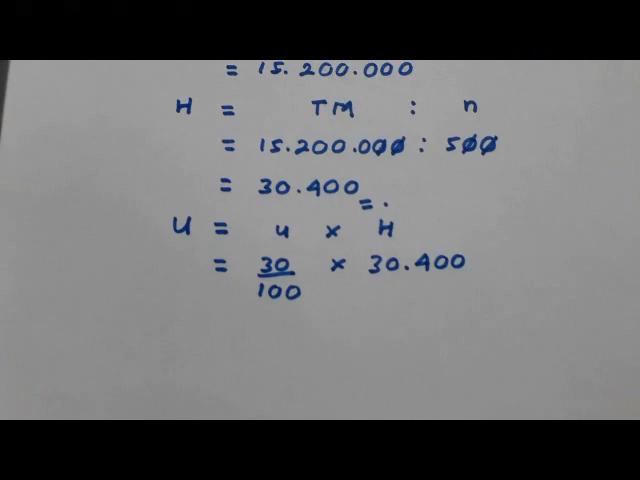 = 15.200.000
H = TM : n
= 15.200.000 : 500
= 30.400 =.
U = u x H
= 30/100 x 30.400